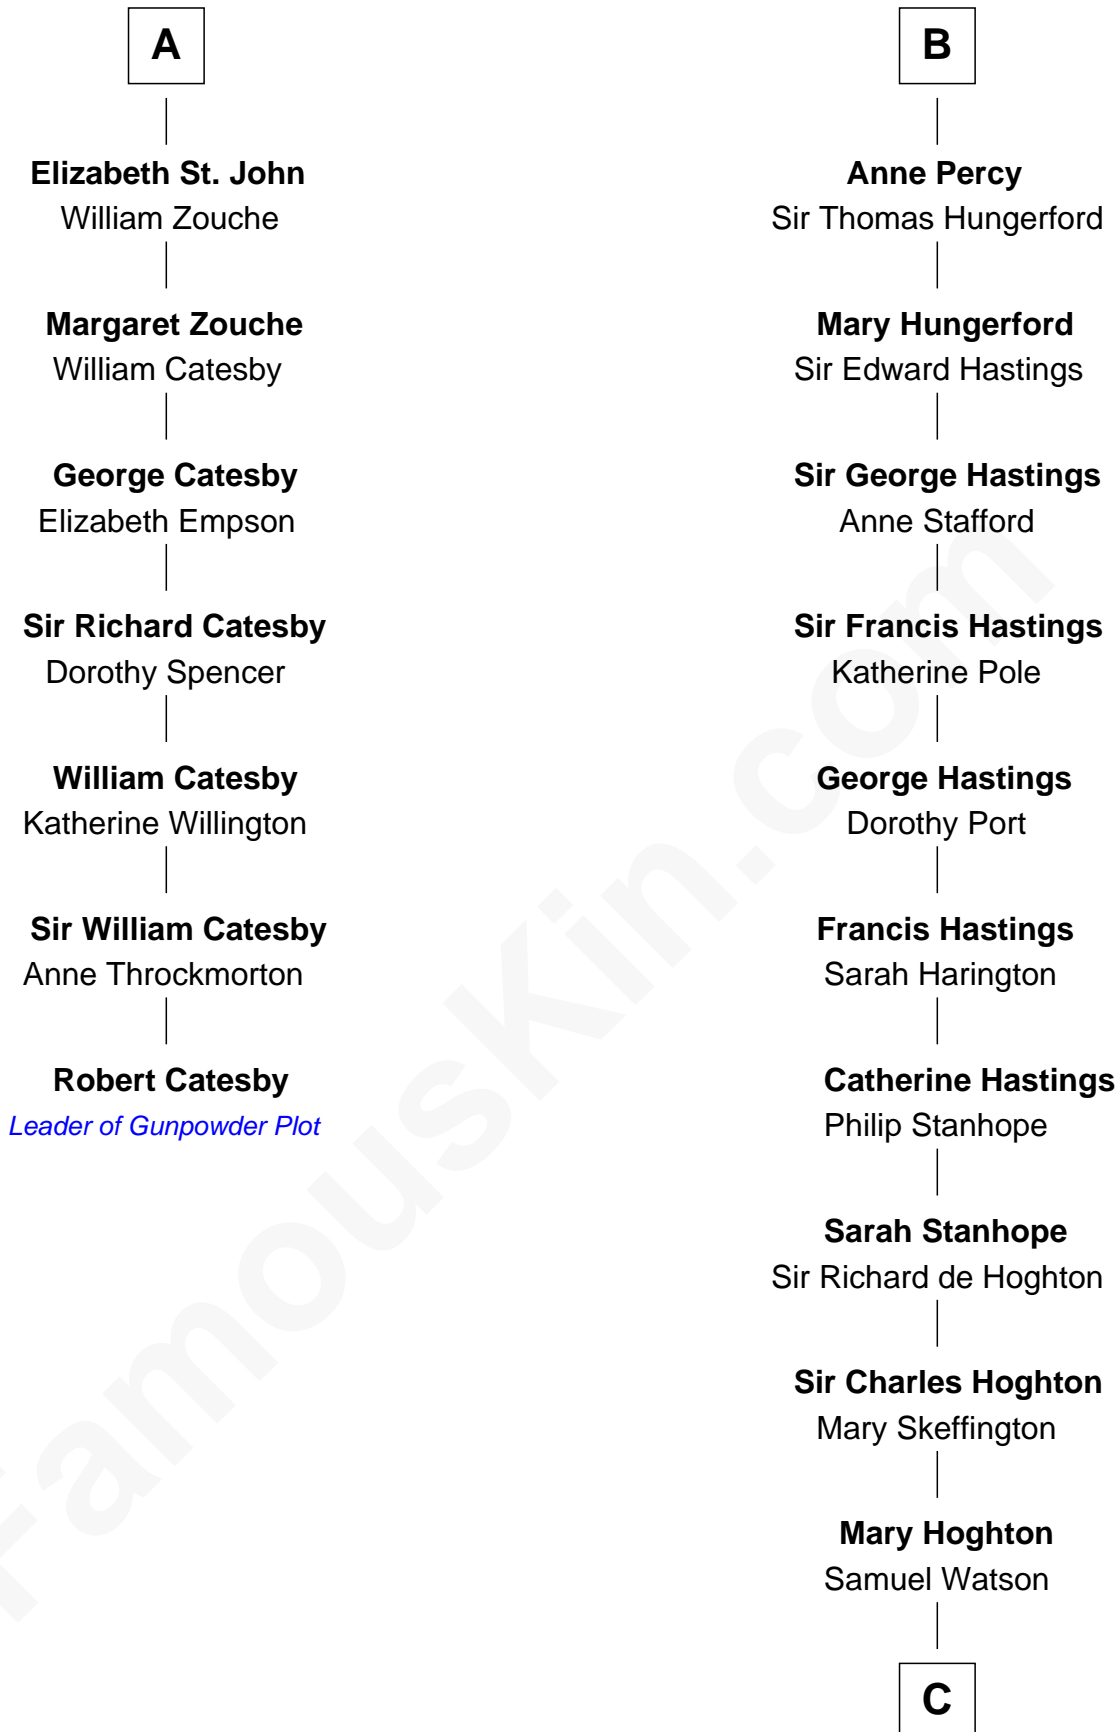 A
Elizabeth St. John
William Zouche
Margaret Zouche
William Catesby
George Catesby
Elizabeth Empson
Sir Richard Catesby
Dorothy Spencer
William Catesby
Katherine Willington
Sir William Catesby
Anne Throckmorton
Robert Catesby
Leader of Gunpowder Plot
B
Anne Percy
Sir Thomas Hungerford
Mary Hungerford
Sir Edward Hastings
Sir George Hastings
Anne Stafford
Sir Francis Hastings
Katherine Pole
George Hastings
Dorothy Port
Francis Hastings
Sarah Harington
Catherine Hastings
Philip Stanhope
Sarah Stanhope
Sir Richard de Hoghton
Sir Charles Hoghton
Mary Skeffington
Mary Hoghton
Samuel Watson
C
FamousKin.com